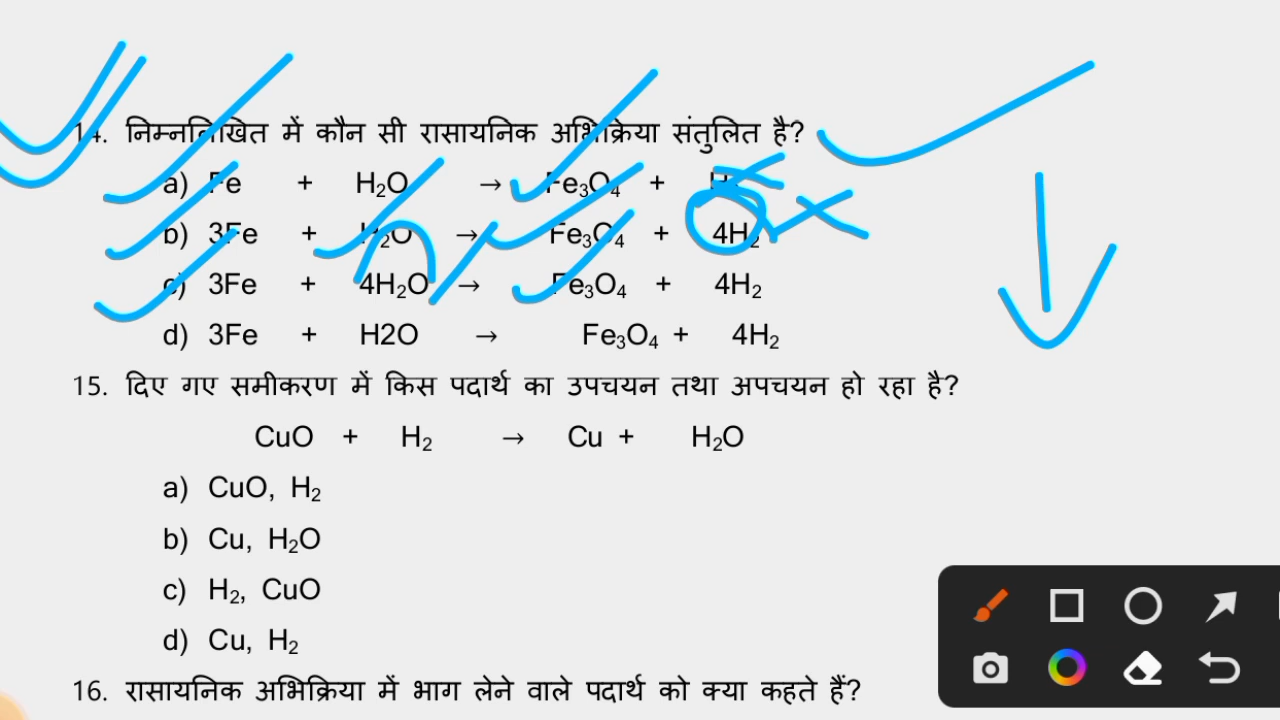 14. निम्नलिखित में कौन सी रासायनिक अभिक्रिया संतुलित है?
a) Fe + H₂O → Fe₃O₄ +
b) 3Fe + H₂O → Fe₃O₄ + 4H₂
c) 3Fe + 4H₂O → Fe₃O₄ + 4H₂
d) 3Fe + H2O → Fe₃O₄ + 4H₂
15. दिए गए समीकरण में किस पदार्थ का उपचयन तथा अपचयन हो रहा है?
CuO + H₂ → Cu + H₂O
a) CuO, H₂
b) Cu, H₂O
c) H₂, CuO
d) Cu, H₂
16. रासायनिक अभिक्रिया में भाग लेने वाले पदार्थ को क्या कहते हैं?